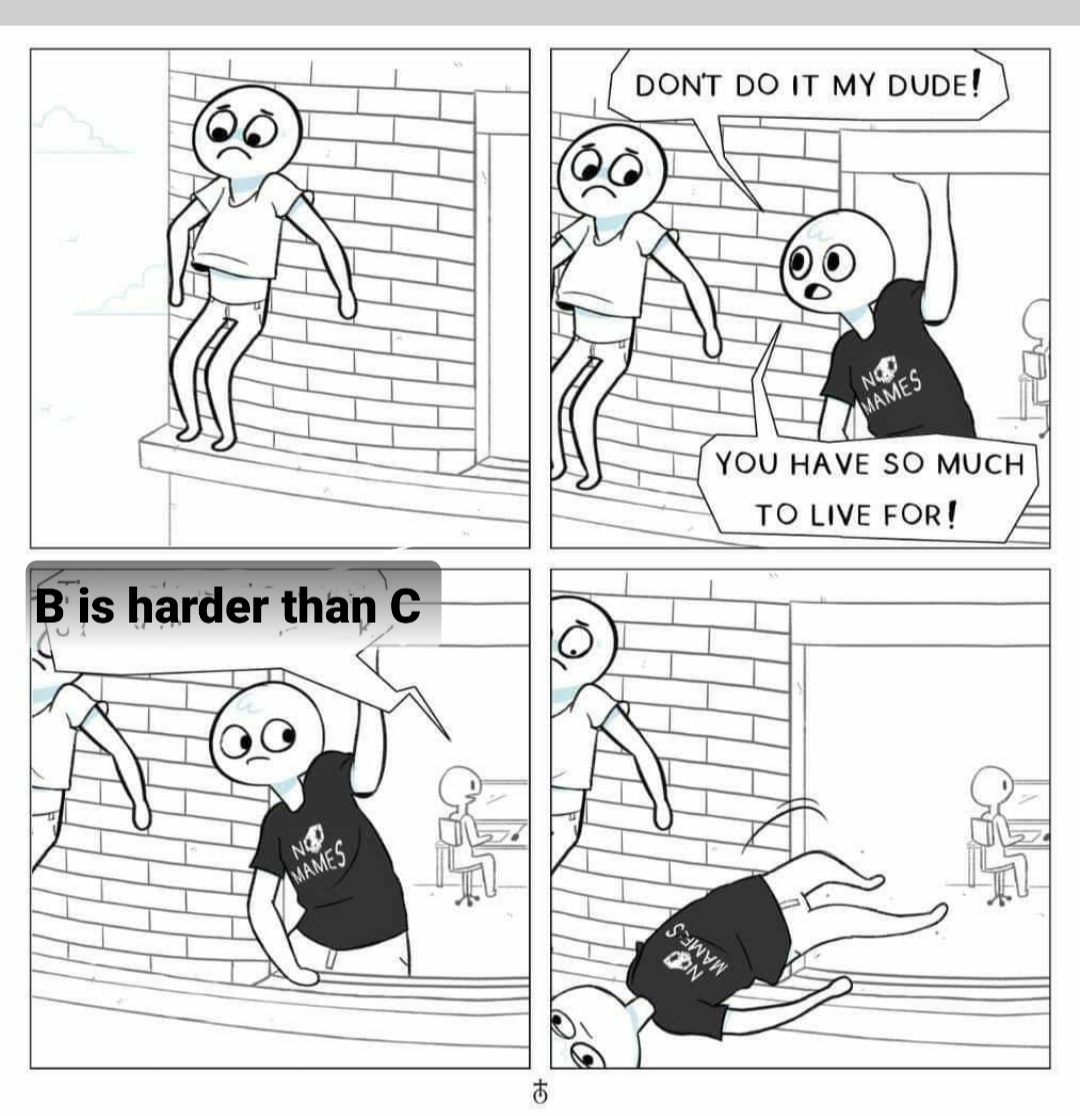 DON'T DO IT MY DUDE!
NO
MAMES
YOU HAVE SO MUCH
TO LIVE FOR!
B is harder than C
NO
MAMES
NO
MAMES